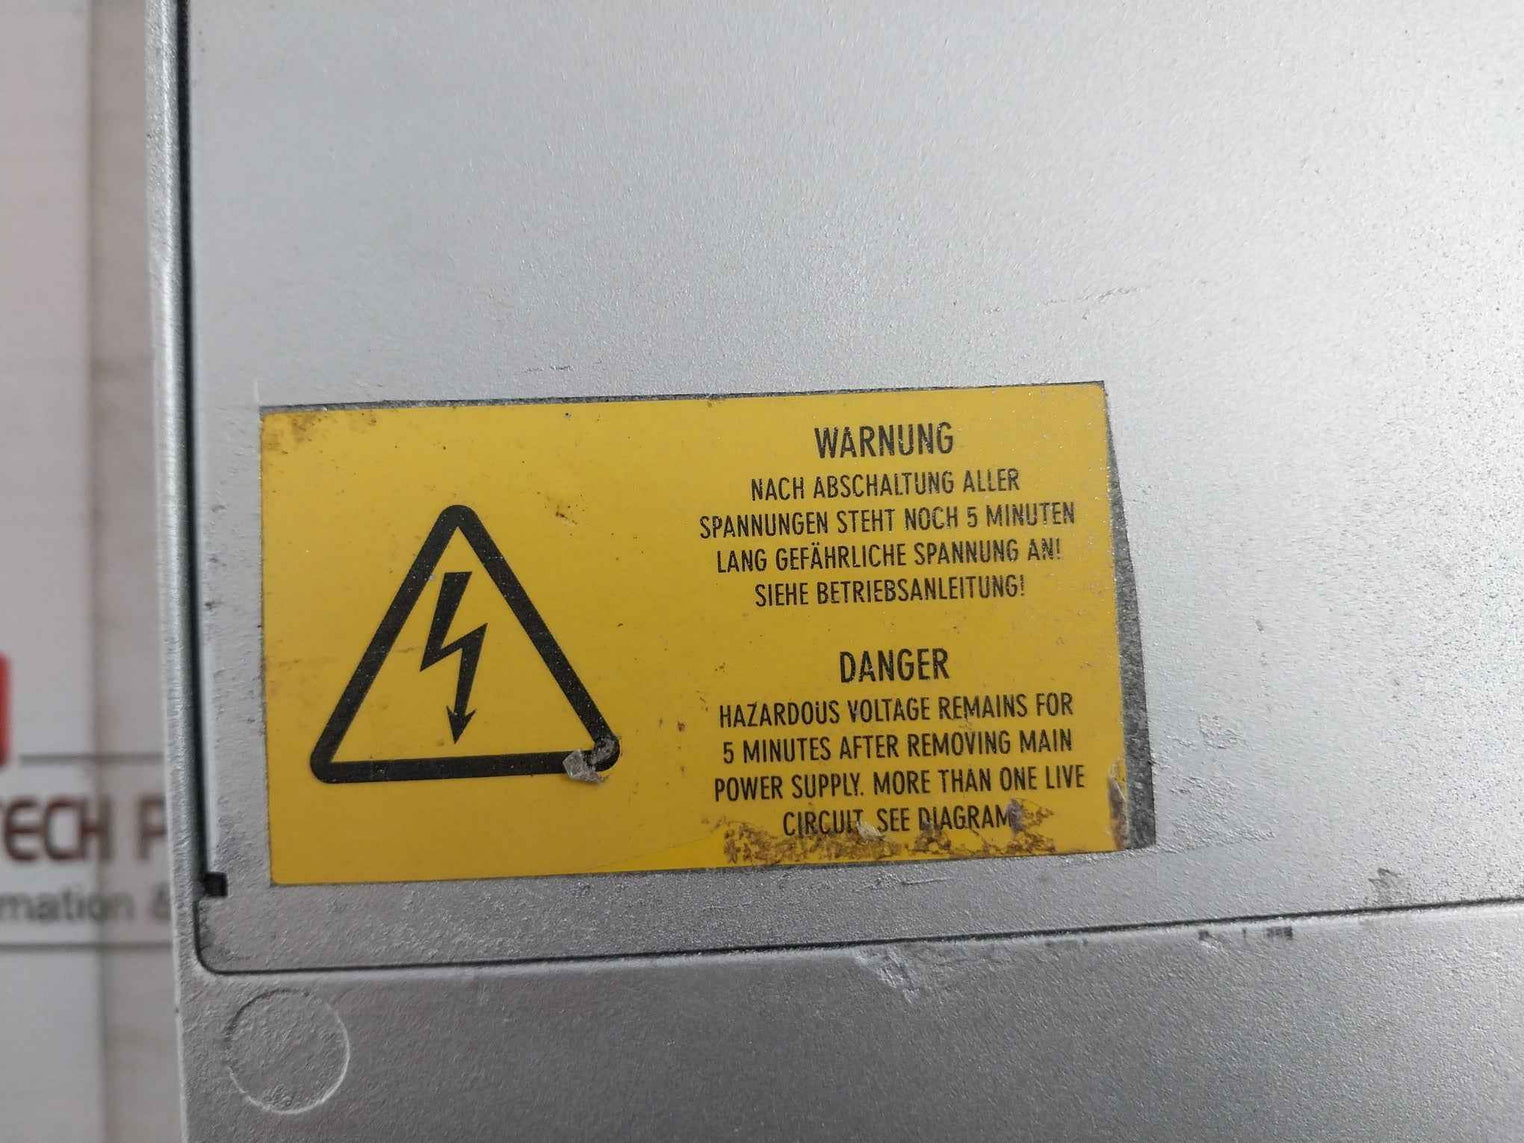 WARNUNG
NACH ABSCHALTUNG ALLER
SPANNUNGEN STEHT NOCH 5 MINUTEN
LANG GEFÄHRLICHE SPANNUNG AN!
SIEHE BETRIEBSANLEITUNG!
DANGER
HAZARDOUS VOLTAGE REMAINS FOR
5 MINUTES AFTER REMOVING MAIN
POWER SUPPLY. MORE THAN ONE LIVE
CIRCUIT. SEE DIAGRAM
ECH P
mation &